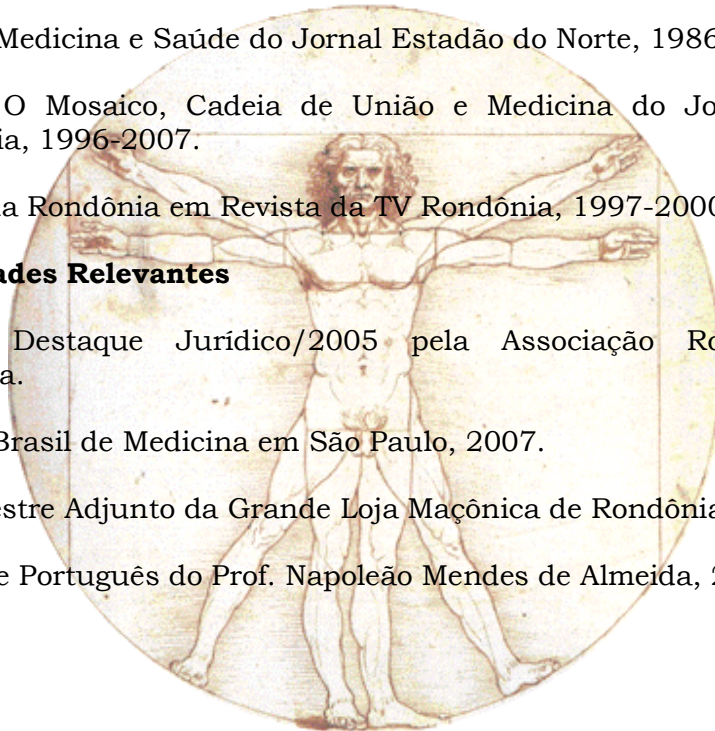 Medicina e Saúde do Jornal Estadão do Norte, 1986
O Mosaico, Cadeia de União e Medicina do Jo
ia, 1996-2007.
a Rondônia em Revista da TV Rondônia, 1997-2000
ades Relevantes
Destaque Jurídico/2005 pela Associação Ro
a.
Brasil de Medicina em São Paulo, 2007.
estre Adjunto da Grande Loja Maçônica de Rondônia
e Português do Prof. Napoleão Mendes de Almeida, 2